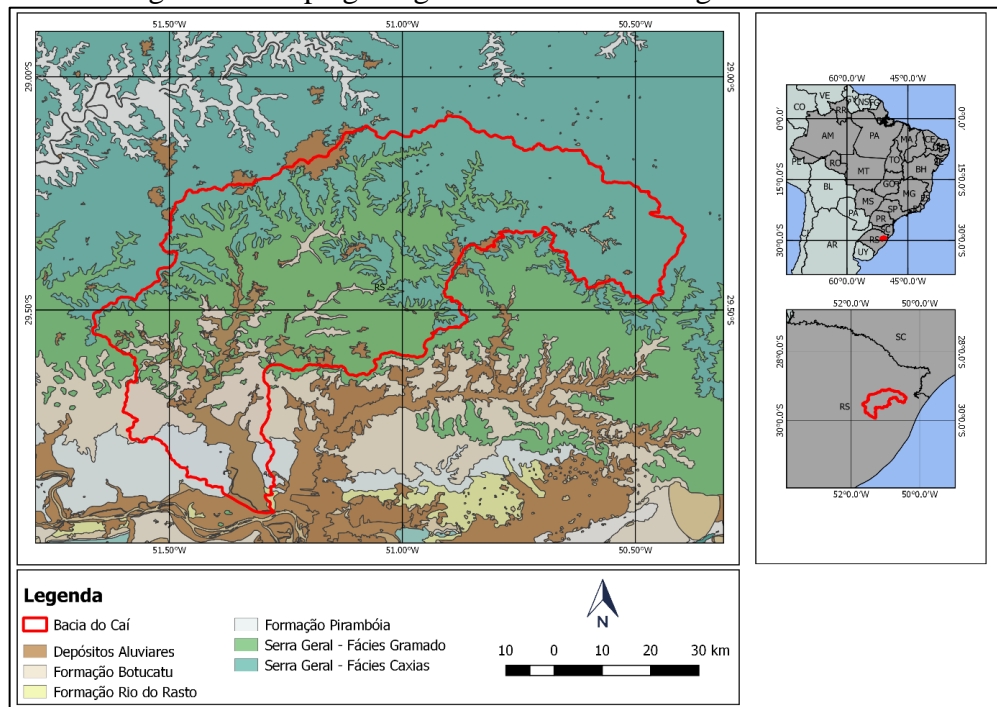 51.50°W 51.00°W 50.50°W
29.00°S
29.00°S
RS
29.50°S
29.50°S
51.50°W 51.00°W 50.50°W
60°0.0'W 45°0.0'W
VE
CO
RR
0°0.0'
0°0.0'
AM
PA
MA
CE
PE
RO
TO
MT
BH
15°0.0'S
15°0.0'S
BL
GO
MG
MS
SP
PA
PR
SC
AR
RS
UY
30°0.0'S
30°0.0'S
60°0.0'W 45°0.0'W
52°0.0'W 50°0.0'W
SC
28°0.0'S
28°0.0'S
RS
30°0.0'S
30°0.0'S
52°0.0'W 50°0.0'W
Legenda
Bacia do Caí
Depósitos Aluviares
Formação Botucatu
Formação Rio do Rasto
Formação Pirambóia
Serra Geral - Fácies Gramado
Serra Geral - Fácies Caxias
N
10 0 10 20 30 km